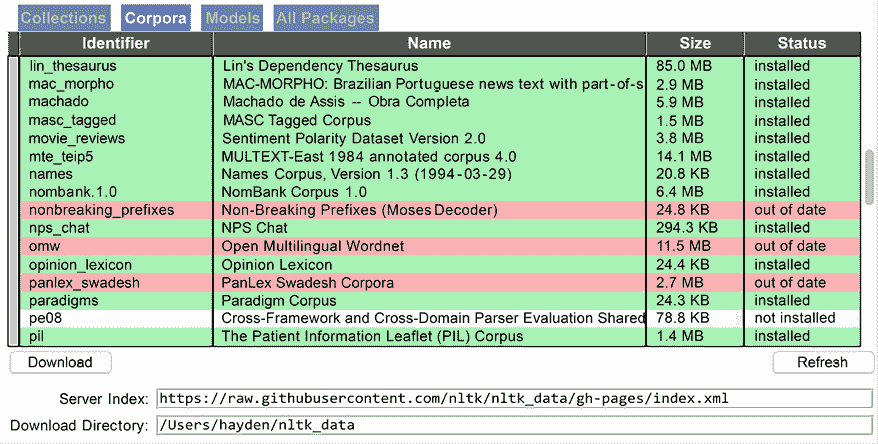 Collections Corpora Models All Packages
Identifier Name Size Status
lin_thesaurus Lin's Dependency Thesaurus 85.0 MB installed
mac_morpho MAC-MORPHO: Brazilian Portuguese news text with part-of-s 2.9 MB installed
machado Machado de Assis -- Obra Completa 5.9 MB installed
masc_tagged MASC Tagged Corpus 1.5 MB installed
movie_reviews Sentiment Polarity Dataset Version 2.0 3.8 MB installed
mte_teip5 MULTEXT-East 1984 annotated corpus 4.0 14.1 MB installed
names Names Corpus, Version 1.3 (1994-03-29) 20.8 KB installed
nombank.1.0 NomBank Corpus 1.0 6.4 MB installed
nonbreaking_prefixes Non-Breaking Prefixes (Moses Decoder) 24.8 KB out of date
nps_chat NPS Chat 294.3 KB installed
omw Open Multilingual Wordnet 11.5 MB out of date
opinion_lexicon Opinion Lexicon 24.4 KB installed
panlex_swadesh PanLex Swadesh Corpora 2.7 MB out of date
paradigms Paradigm Corpus 24.3 KB installed
pe08 Cross-Framework and Cross-Domain Parser Evaluation Shared 78.8 KB not installed
pil The Patient Information Leaflet (PIL) Corpus 1.4 MB installed
Download Refresh
Server Index: https://raw.githubusercontent.com/nltk/nltk_data/gh-pages/index.xml
Download Directory: /Users/hayden/nltk_data